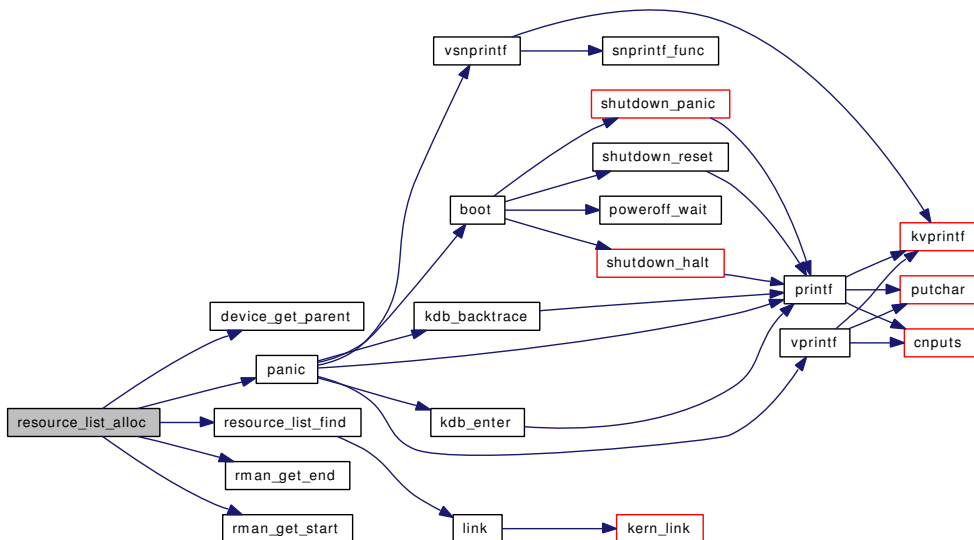 vsnprintf
snprintf_func
shutdown_panic
shutdown_reset
boot
poweroff_wait
kvprintf
shutdown_halt
printf
putchar
device_get_parent
kdb_backtrace
vprintf
cnputs
panic
resource_list_alloc
resource_list_find
kdb_enter
rman_get_end
rman_get_start
link
kern_link